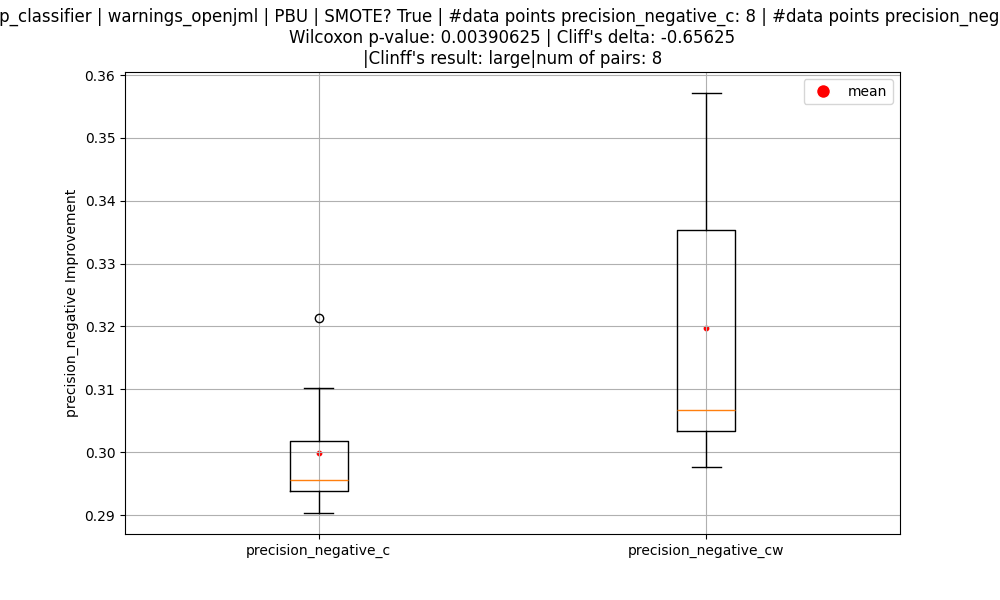 p_classifier | warnings_openjml | PBU | SMOTE? True | #data points precision_negative_c: 8 | #data points precision_neg
Wilcoxon p-value: 0.00390625 | Cliff's delta: -0.65625
|Clinff's result: large|num of pairs: 8
0.36
mean
0.35
0.34
0.33
0.32
0.31
0.30
0.29
precision_negative Improvement
precision_negative_c
precision_negative_cw